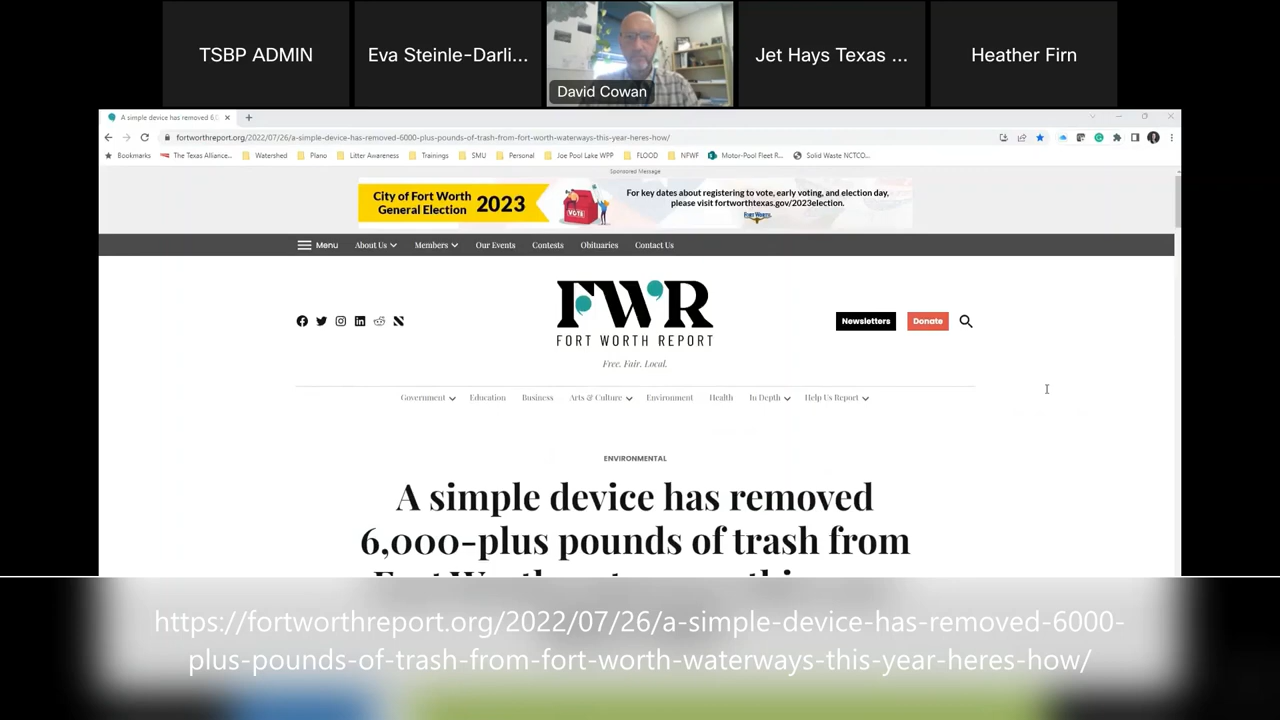 TSBP ADMIN
Eva Steinle-Darli...
David Cowan
Jet Hays Texas ...
Heather Firn
A simple device has removed 6,0
fortworthreport.org/2022/07/26/a-simple-device-has-removed-6000-plus-pounds-of-trash-from-fort-worth-waterways-this-year-heres-how/
Bookmarks The Texas Alliance... Watershed Plano Litter Awareness Trainings SMU Personal Joe Pool Lake WPP FLOOD NFWF Motor-Pool Fleet R... Solid Waste NCTCO...
Sponsored Message
City of Fort Worth
General Election 2023
VOTE
For key dates about registering to vote, early voting, and election day,
please visit fortworthtexas.gov/2023election.
FORT WORTH
Menu About Us Members Our Events Contests Obituaries Contact Us
FWR
FORT WORTH REPORT
Free. Fair. Local.
Newsletters Donate
Government Education Business Arts & Culture Environment Health In Depth Help Us Report
ENVIRONMENTAL
A simple device has removed
6,000-plus pounds of trash from
Fort Worth waterways this year
https://fortworthreport.org/2022/07/26/a-simple-device-has-removed-6000-
plus-pounds-of-trash-from-fort-worth-waterways-this-year-heres-how/